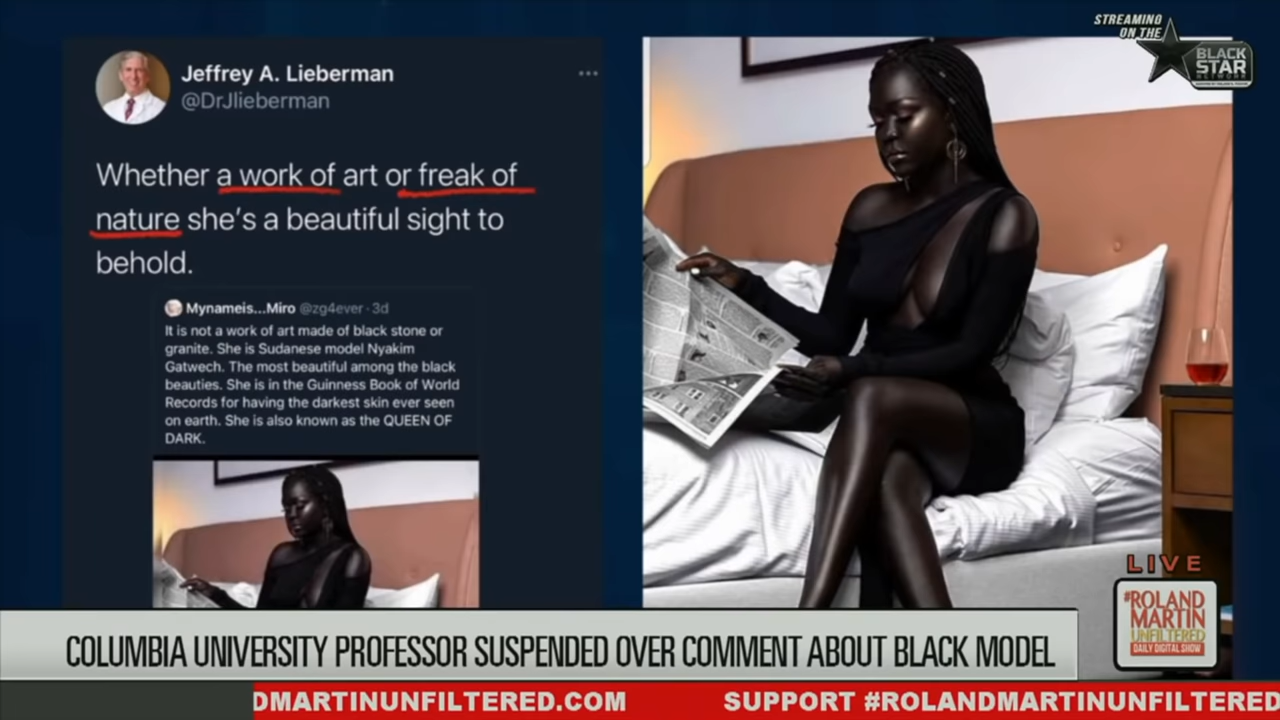 STREAMING
ON THE
BLACK
STAR
NETWORK
Jeffrey A. Lieberman
@DrJlieberman
Whether a work of art or freak of
nature she's a beautiful sight to
behold.
Mynameis...Miro @zg4ever · 3d
It is not a work of art made of black stone or
granite. She is Sudanese model Nyakim
Gatwech. The most beautiful among the black
beauties. She is in the Guinness Book of World
Records for having the darkest skin ever seen
on earth. She is also known as the QUEEN OF
DARK.
LIVE
#ROLAND
MARTIN
UNFILTERED
DAILY DIGITAL SHOW
COLUMBIA UNIVERSITY PROFESSOR SUSPENDED OVER COMMENT ABOUT BLACK MODEL
DMARTINUNFILTERED.COM SUPPORT #ROLANDMARTINUNFILTERED